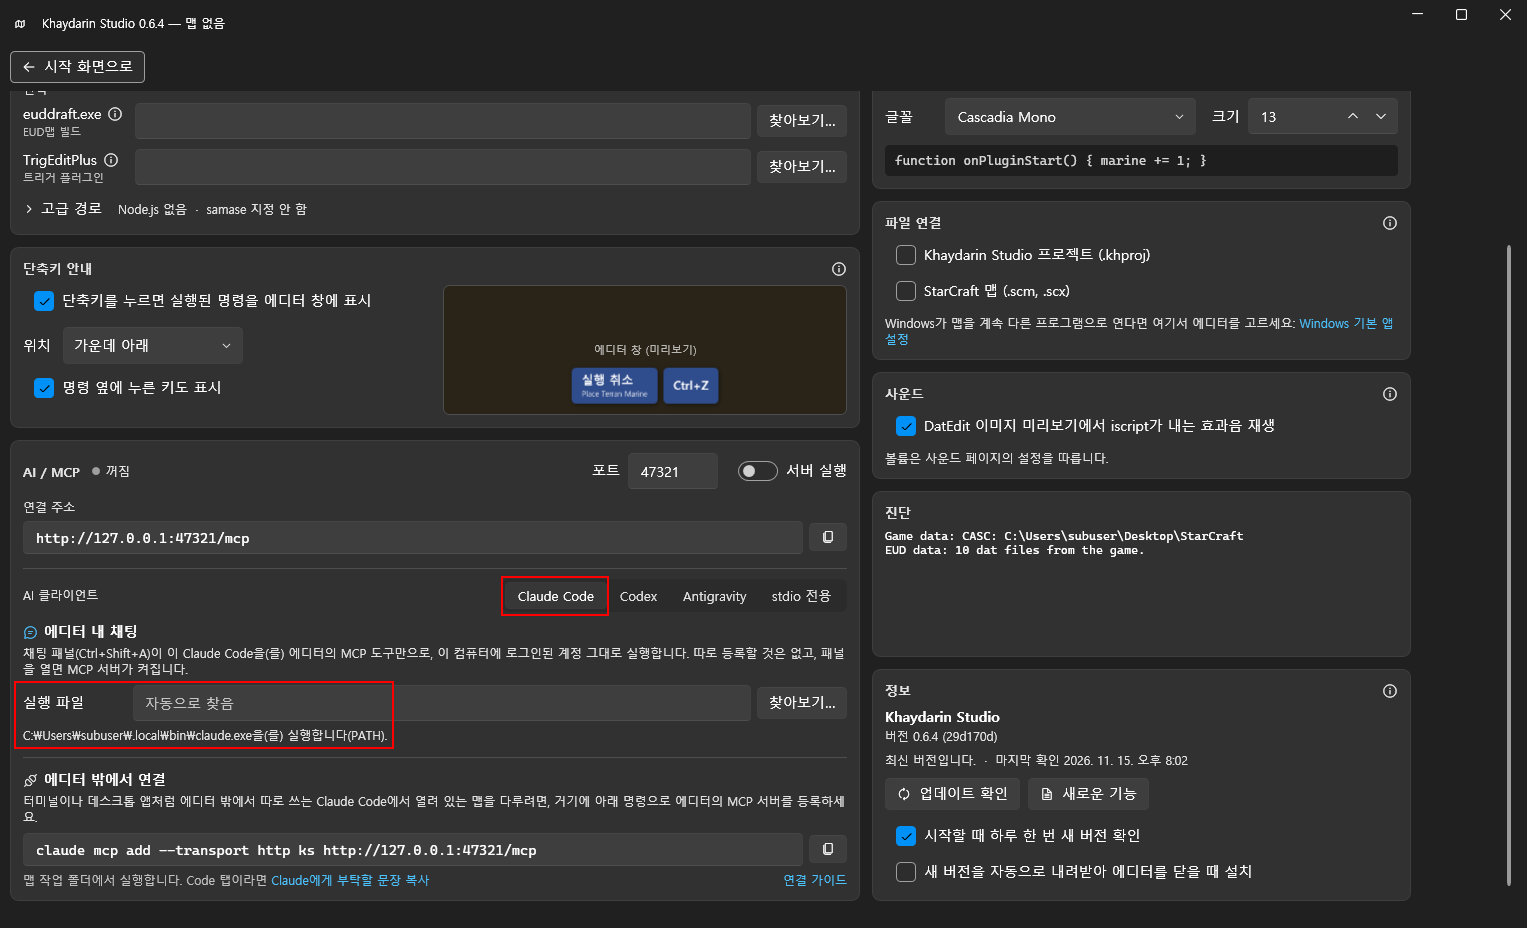 Khaydarin Studio 0.6.4 — 맵 없음
시작 화면으로
euddraft.exe
EUD맵 빌드
찾아보기...
TrigEditPlus
트리거 플러그인
찾아보기...
고급 경로 Node.js 없음 · samase 지정 안 함
단축키 안내
단축키를 누르면 실행된 명령을 에디터 창에 표시
위치 가운데 아래
명령 옆에 누른 키도 표시
에디터 창 (미리보기)
실행 취소
Place Terran Marine
Ctrl+Z
AI / MCP 꺼짐 포트 47321 서버 실행
연결 주소
http://127.0.0.1:47321/mcp
AI 클라이언트 Claude Code Codex Antigravity stdio 전용
에디터 내 채팅
채팅 패널(Ctrl+Shift+A)이 이 Claude Code을(를) 에디터의 MCP 도구만으로, 이 컴퓨터에 로그인된 계정 그대로 실행합니다. 따로 등록할 것은 없고, 패널
을 열면 MCP 서버가 켜집니다.
실행 파일 자동으로 찾음 찾아보기...
C:₩Users₩subuser₩.local₩bin₩claude.exe을(를) 실행합니다(PATH).
에디터 밖에서 연결
터미널이나 데스크톱 앱처럼 에디터 밖에서 따로 쓰는 Claude Code에서 열려 있는 맵을 다루려면, 거기에 아래 명령으로 에디터의 MCP 서버를 등록하세
요.
claude mcp add --transport http ks http://127.0.0.1:47321/mcp
맵 작업 폴더에서 실행합니다. Code 탭이라면 Claude에게 부탁할 문장 복사 연결 가이드
글꼴 Cascadia Mono 크기 13
function onPluginStart() { marine += 1; }
파일 연결
Khaydarin Studio 프로젝트 (.khproj)
StarCraft 맵 (.scm, .scx)
Windows가 맵을 계속 다른 프로그램으로 연다면 여기서 에디터를 고르세요: Windows 기본 앱
설정
사운드
DatEdit 이미지 미리보기에서 iscript가 내는 효과음 재생
볼륨은 사운드 페이지의 설정을 따릅니다.
진단
Game data: CASC: C:\Users\subuser\Desktop\StarCraft
EUD data: 10 dat files from the game.
정보
Khaydarin Studio
버전 0.6.4 (29d170d)
최신 버전입니다. · 마지막 확인 2026. 11. 15. 오후 8:02
업데이트 확인 새로운 기능
시작할 때 하루 한 번 새 버전 확인
새 버전을 자동으로 내려받아 에디터를 닫을 때 설치